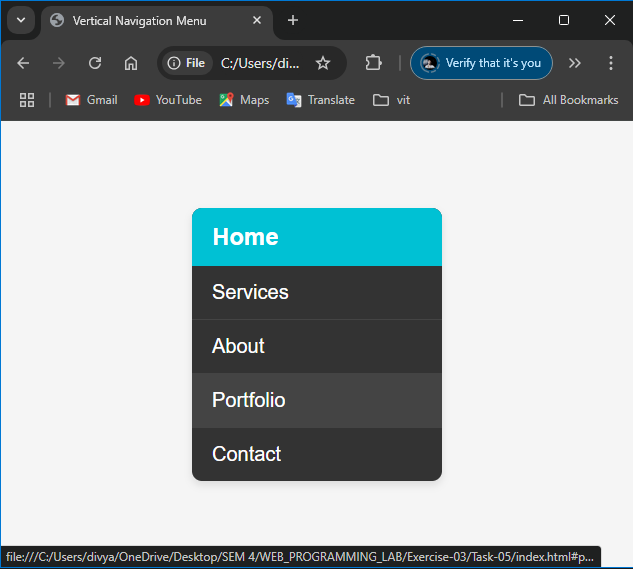 Vertical Navigation Menu
File C:/Users/di... Verify that it's you
Gmail YouTube Maps Translate vit All Bookmarks
Home
Services
About
Portfolio
Contact
file:///C:/Users/divya/OneDrive/Desktop/SEM 4/WEB_PROGRAMMING_LAB/Exercise-03/Task-05/index.html#p...